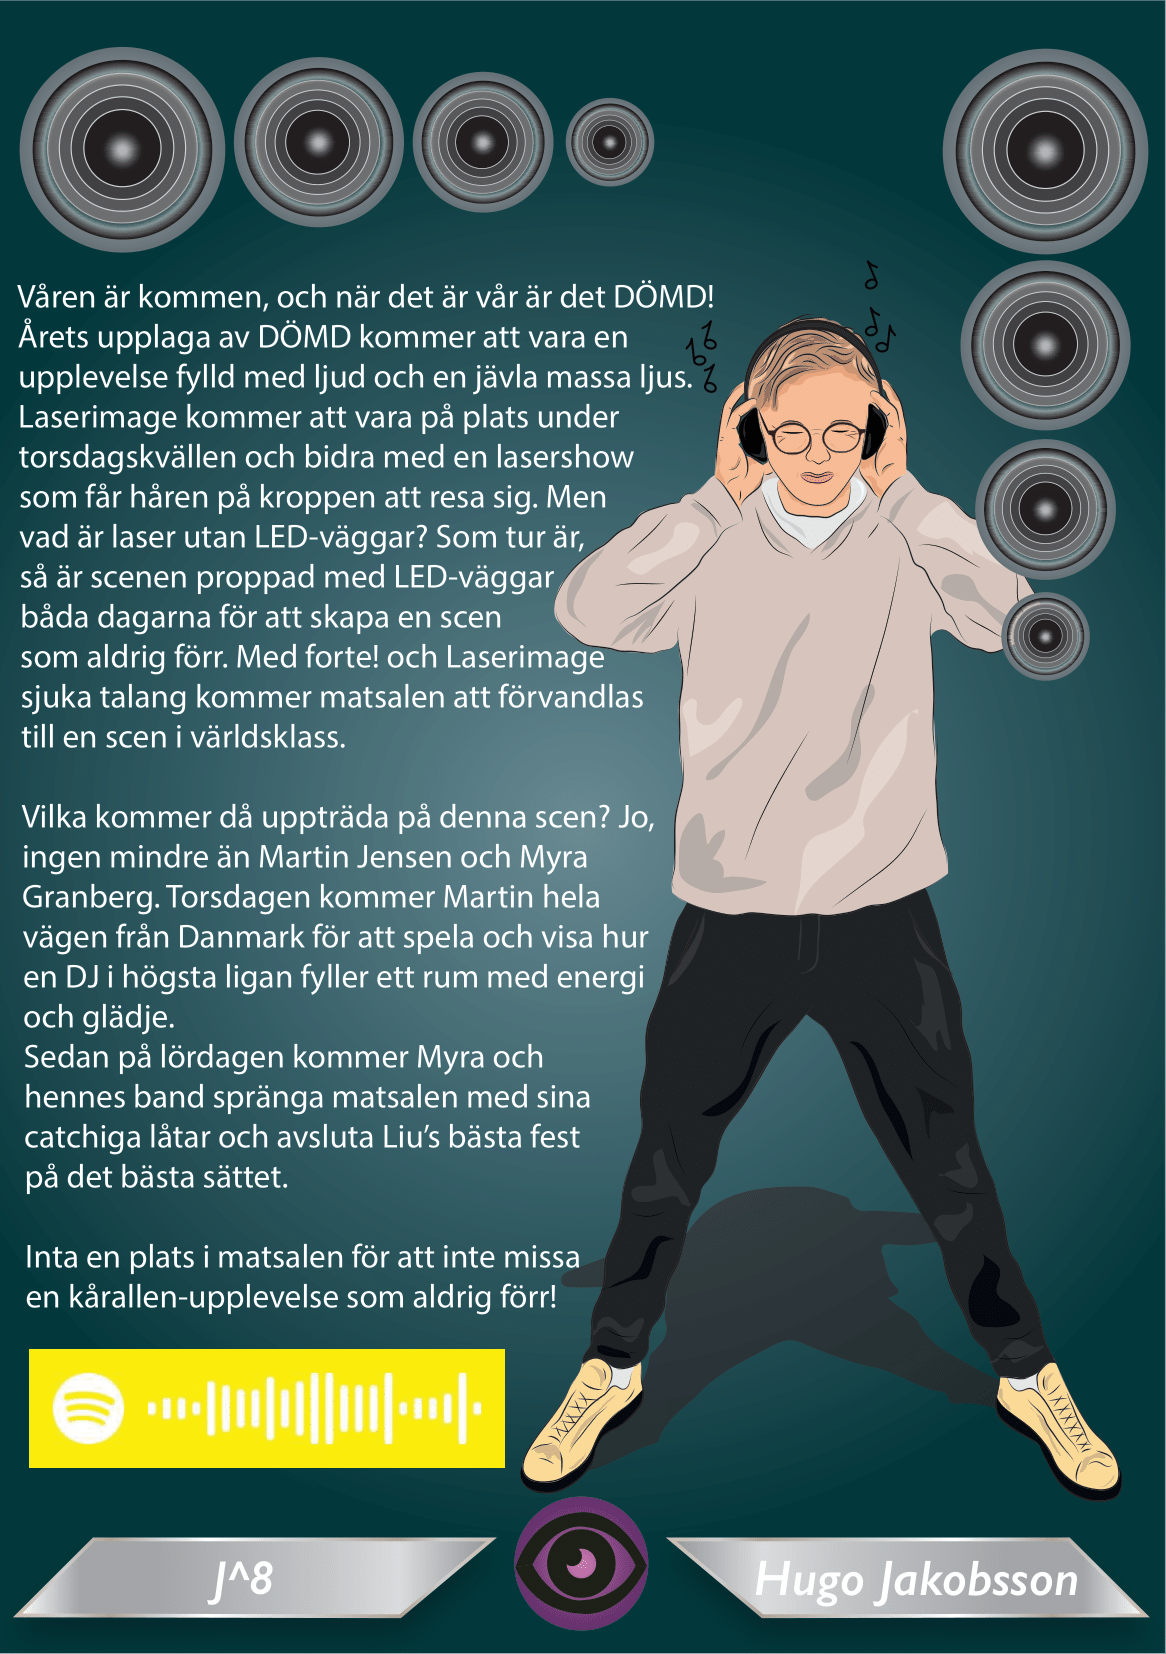 Våren är kommen, och när det är vår är det DÖMD!
Årets upplaga av DÖMD kommer att vara en
upplevelse fylld med ljud och en jävla massa ljus.
Laserimage kommer att vara på plats under
torsdagskvällen och bidra med en lasershow
som får håren på kroppen att resa sig. Men
vad är laser utan LED-väggar? Som tur är,
så är scenen proppad med LED-väggar
båda dagarna för att skapa en scen
som aldrig förr. Med forte! och Laserimage
sjuka talang kommer matsalen att förvandlas
till en scen i världsklass.
Vilka kommer då uppträda på denna scen? Jo,
ingen mindre än Martin Jensen och Myra
Granberg. Torsdagen kommer Martin hela
vägen från Danmark för att spela och visa hur
en DJ i högsta ligan fyller ett rum med energi
och glädje.
Sedan på lördagen kommer Myra och
hennes band spränga matsalen med sina
catchiga låtar och avsluta Liu’s bästa fest
på det bästa sättet.
Inta en plats i matsalen för att inte missa
en kårallen-upplevelse som aldrig förr!
J^8
Hugo Jakobsson